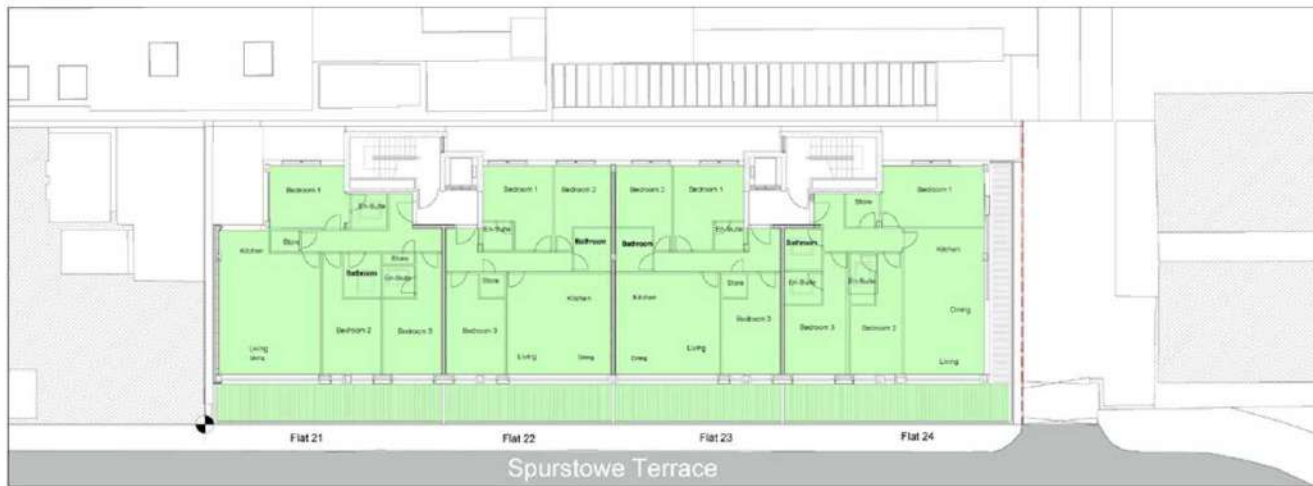 Bedroom 1
Bedroom 1
Bedroom 2
Bedroom 2
Bedroom 1
Bedroom 1
En-Suite
Store
En-Suite
En-Suite
Kitchen
Store
Bathroom
Bathroom
Bathroom
Kitchen
Store
Bathroom
En-Suite
Store
Store
En-Suite
En-Suite
Kitchen
Kitchen
Dining
Bedroom 2
Bedroom 3
Bedroom 3
Bedroom 3
Bedroom 3
Bedroom 2
Living
Living
Dining
Dining
Living
Living
Flat 21
Flat 22
Flat 23
Flat 24
Spurstowe Terrace